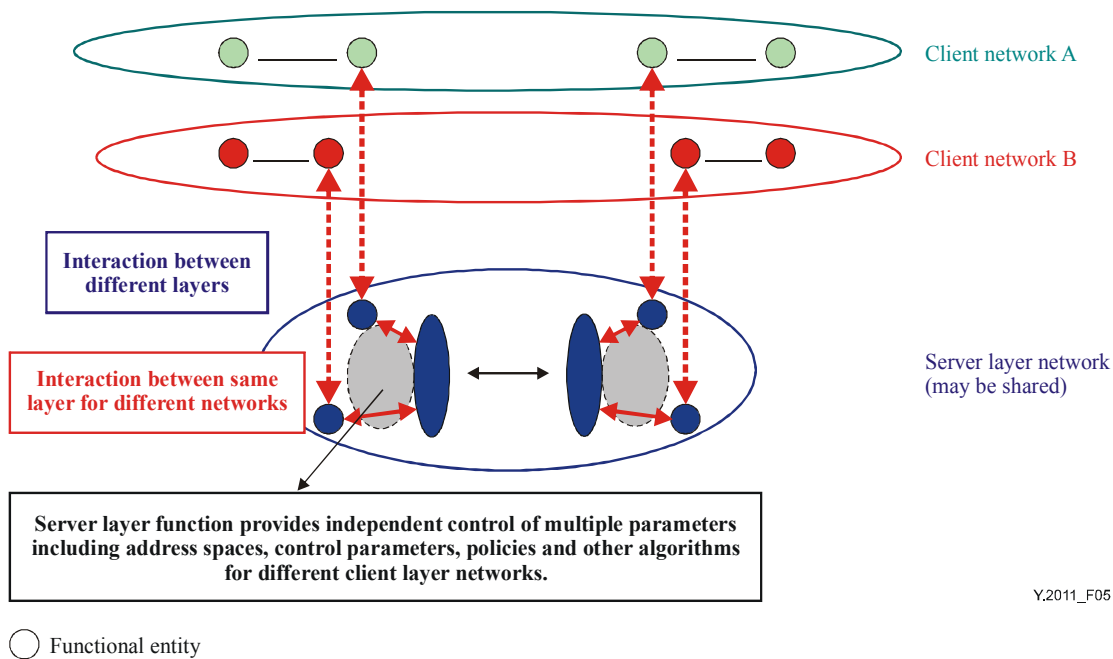 Client network A
Client network B
Interaction between
different layers
Interaction between same
layer for different networks
Server layer network
(may be shared)
Server layer function provides independent control of multiple parameters
including address spaces, control parameters, policies and other algorithms
for different client layer networks.
Y.2011_F05
Functional entity